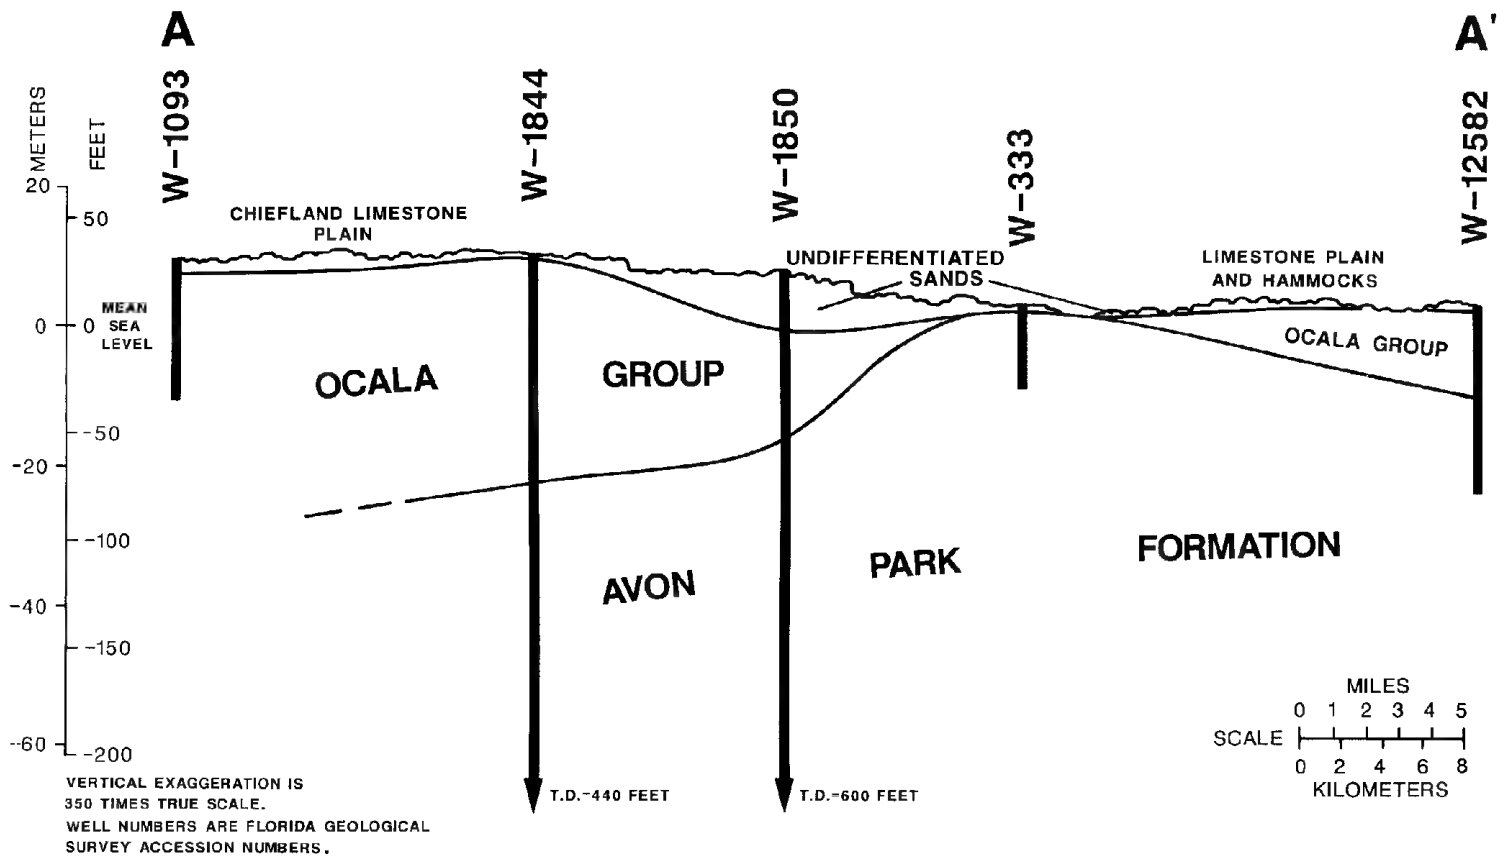 A
A'
W-1093
W-1844
W-1850
W-333
W-12582
METERS
FEET
20
50
0
0
MEAN
SEA
LEVEL
-50
-20
-100
-40
-150
-60
-200
CHIEFLAND LIMESTONE
PLAIN
UNDIFFERENTIATED
SANDS
LIMESTONE PLAIN
AND HAMMOCKS
OCALA GROUP
OCALA
GROUP
AVON
PARK
FORMATION
MILES
0 1 2 3 4 5
SCALE
0 2 4 6 8
KILOMETERS
T.D.-440 FEET
T.D.-600 FEET
VERTICAL EXAGGERATION IS
350 TIMES TRUE SCALE.
WELL NUMBERS ARE FLORIDA GEOLOGICAL
SURVEY ACCESSION NUMBERS.